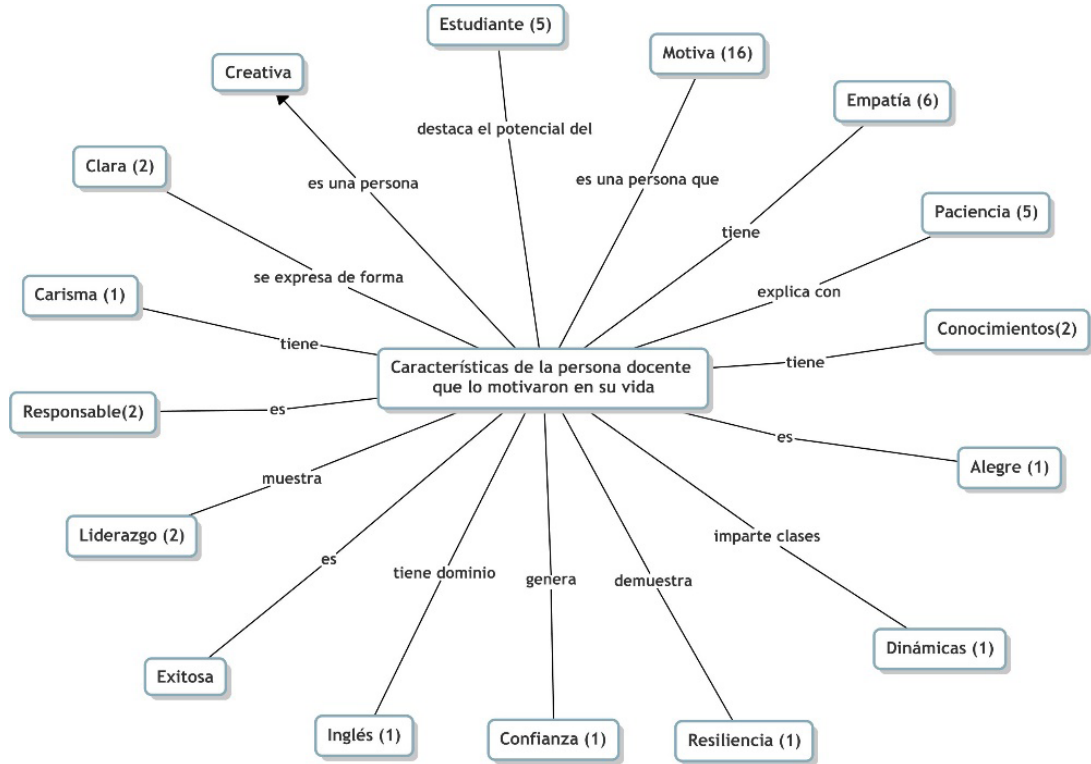 Estudiante (5)
Motiva (16)
Creativa
Empatía (6)
destaca el potencial del
Clara (2)
es una persona
es una persona que
Paciencia (5)
tiene
se expresa de forma
Carisma (1)
explica con
Conocimientos(2)
tiene
Características de la persona docente
que lo motivaron en su vida
tiene
Responsable(2)
es
es
Alegre (1)
muestra
Liderazgo (2)
imparte clases
es
tiene dominio
genera
demuestra
Dinámicas (1)
Exitosa
Inglés (1)
Confianza (1)
Resiliencia (1)